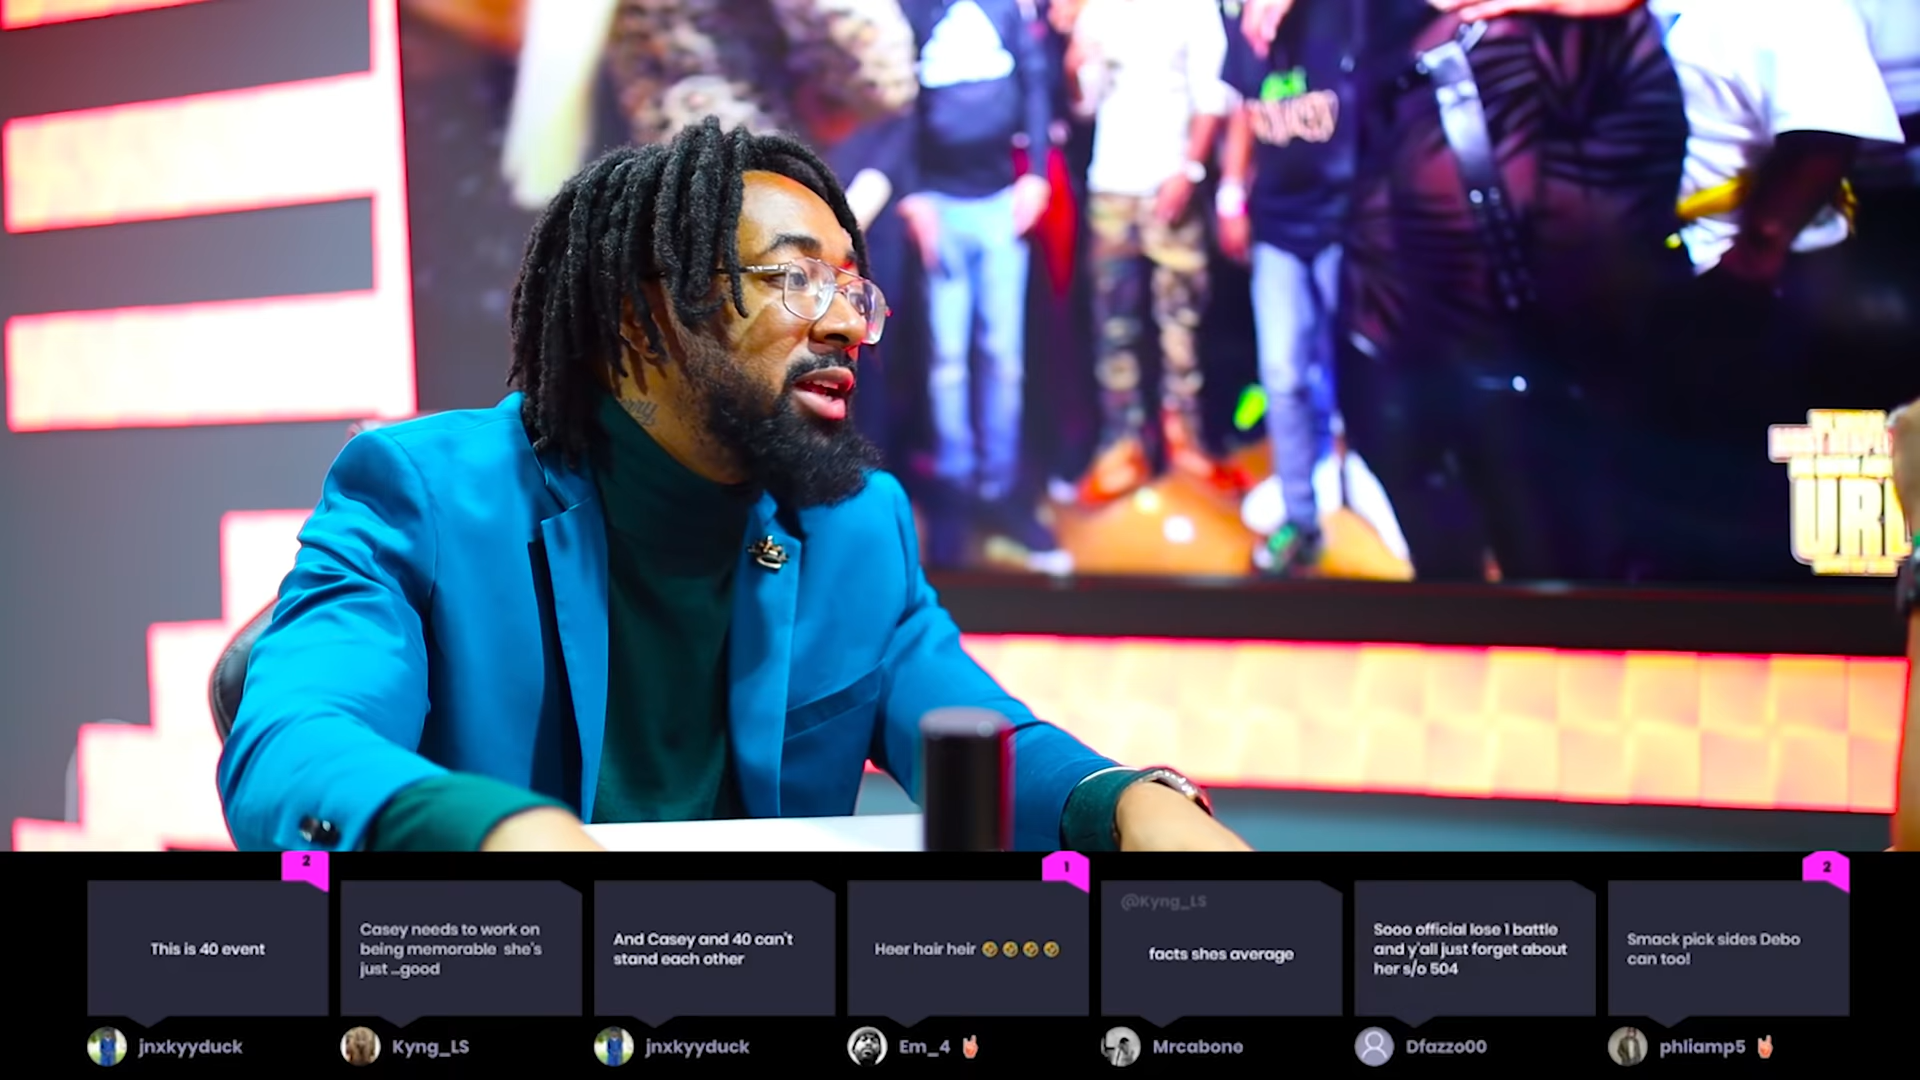 URL
2
1
2
This is 40 event
Casey needs to work on
being memorable she's
just ...good
And Casey and 40 can't
stand each other
Heer hair heir 🤣🤣🤣🤣
@Kyng_LS
facts shes average
Sooo official lose 1 battle
and y'all just forget about
her s/o 504
Smack pick sides Debo
can too!
jnxkyyduck
Kyng_LS
jnxkyyduck
Em_4 🤘
Mrcabone
Dfazzo00
phliamp5 🤘